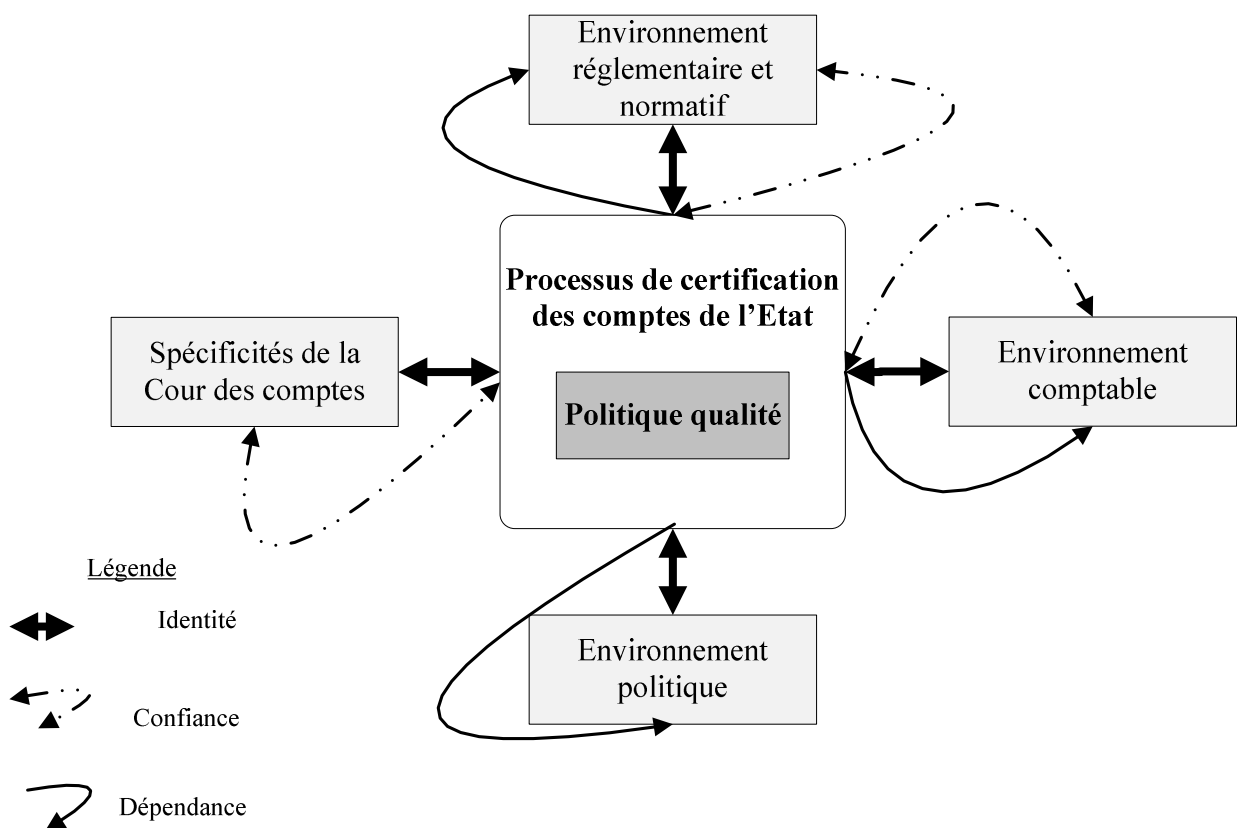 Environnement
réglementaire et
normatif
Processus de certification
des comptes de l'Etat
Spécificités de la
Cour des comptes
Environnement
comptable
Politique qualité
Légende
Identité
Environnement
politique
Confiance
Dépendance